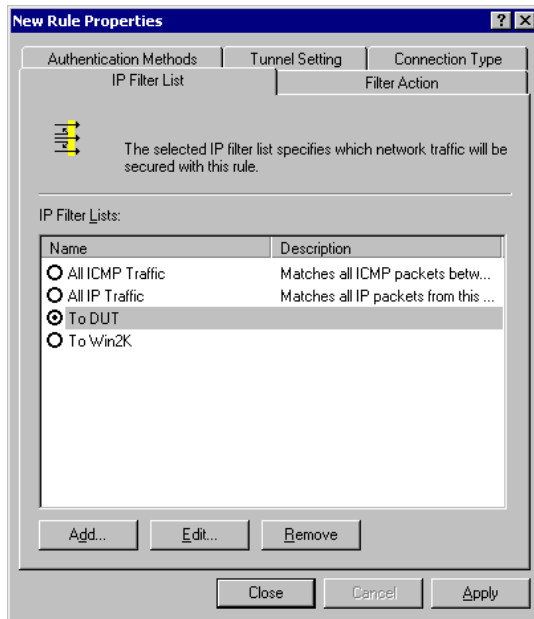 New Rule Properties
Authentication Methods Tunnel Setting Connection Type
IP Filter List Filter Action
The selected IP filter list specifies which network traffic will be
secured with this rule.
IP Filter Lists:
Name Description
All ICMP Traffic Matches all ICMP packets betw...
All IP Traffic Matches all IP packets from this ...
To DUT
To Win2K
Add... Edit... Remove
Close Cancel Apply